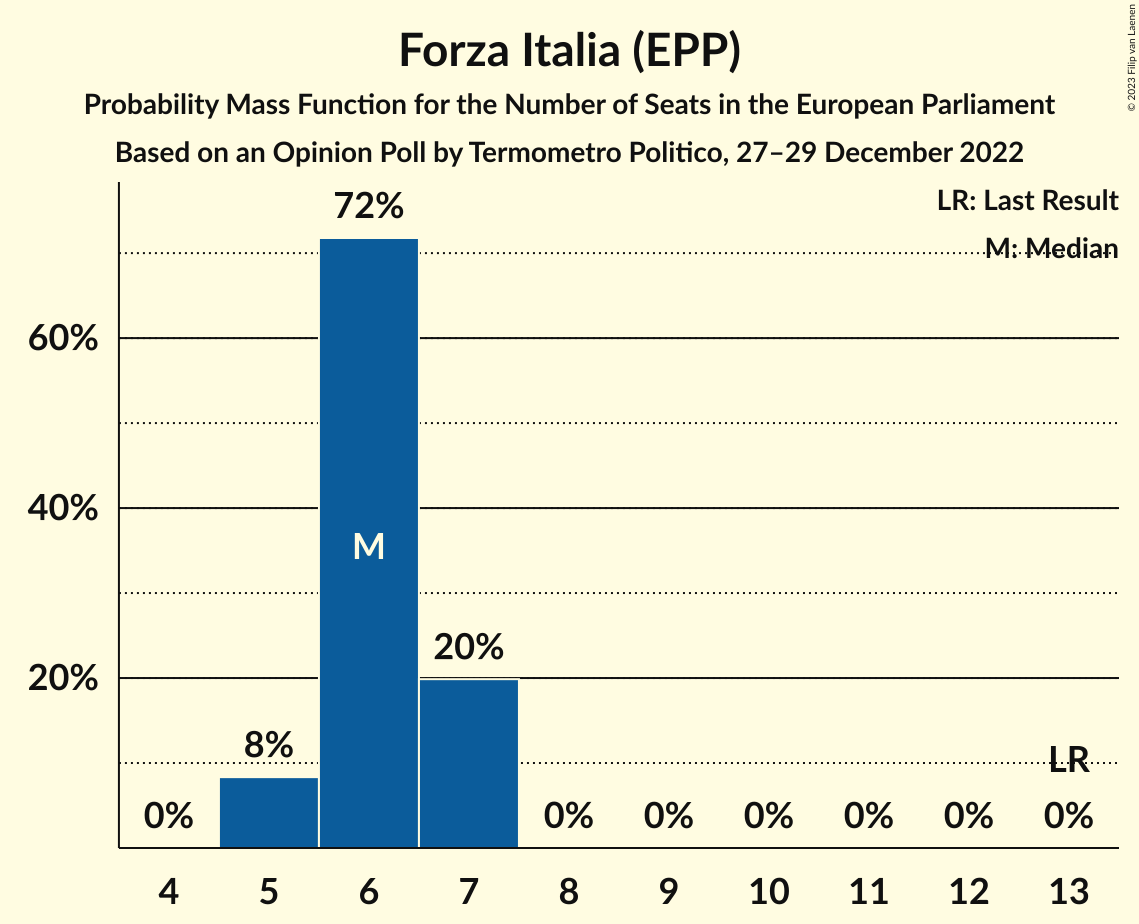 Forza Italia (EPP)
Probability Mass Function for the Number of Seats in the European Parliament
Based on an Opinion Poll by Termometro Politico, 27–29 December 2022
© 2023 Filip van Laenen
LR: Last Result
M: Median
72%
60%
40%
M
20%
20%
8%
LR
0%
0%
0%
0%
0%
0%
0%
4 5 6 7 8 9 10 11 12 13